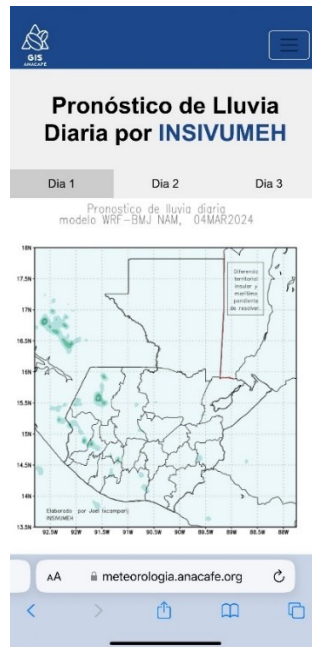 GIS
ANACAFÉ
Pronóstico de Lluvia
Diaria por INSIVUMEH
Dia 1
Dia 2
Dia 3
Pronostico de lluvia diaria
modelo WRF-BMJ NAM, 04MAR2024
18N
17.5N
17N
16.5N
16N
15.5N
15N
14.5N
14N
13.5N
Diferendo
territorial
insular y
marítimo
pendiente
de resolver.
Elaborado por Joel
INSIVUMEH
92.5W 92W 91.5W 91W 90W 90.5W 89.5W 89W 88.5W 88W
AA
meteorologia.anacafe.org